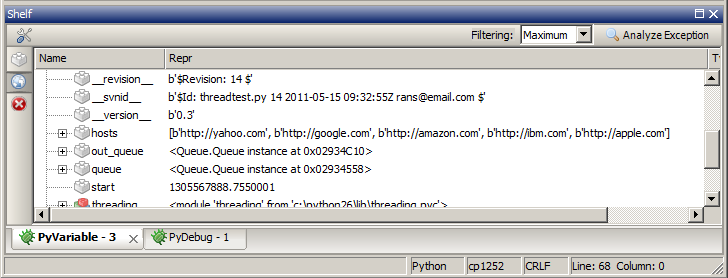 Shelf
Filtering: Maximum Analyze Exception
Name Repr Ty
__revision__ b'$Revision: 14 $'
__svnid__ b'$Id: threadtest.py 14 2011-05-15 09:32:55Z rans@email.com $'
__version__ b'0.3'
hosts [b'http://yahoo.com', b'http://google.com', b'http://amazon.com', b'http://ibm.com', b'http://apple.com']
out_queue <Queue.Queue instance at 0x02934C10>
queue <Queue.Queue instance at 0x02934558>
start 1305567888.7550001
threading <module 'threading' from 'c:\python26\lib\threading.pyc'>
PyVariable - 3 PyDebug - 1
Python cp1252 CRLF Line: 68 Column: 0